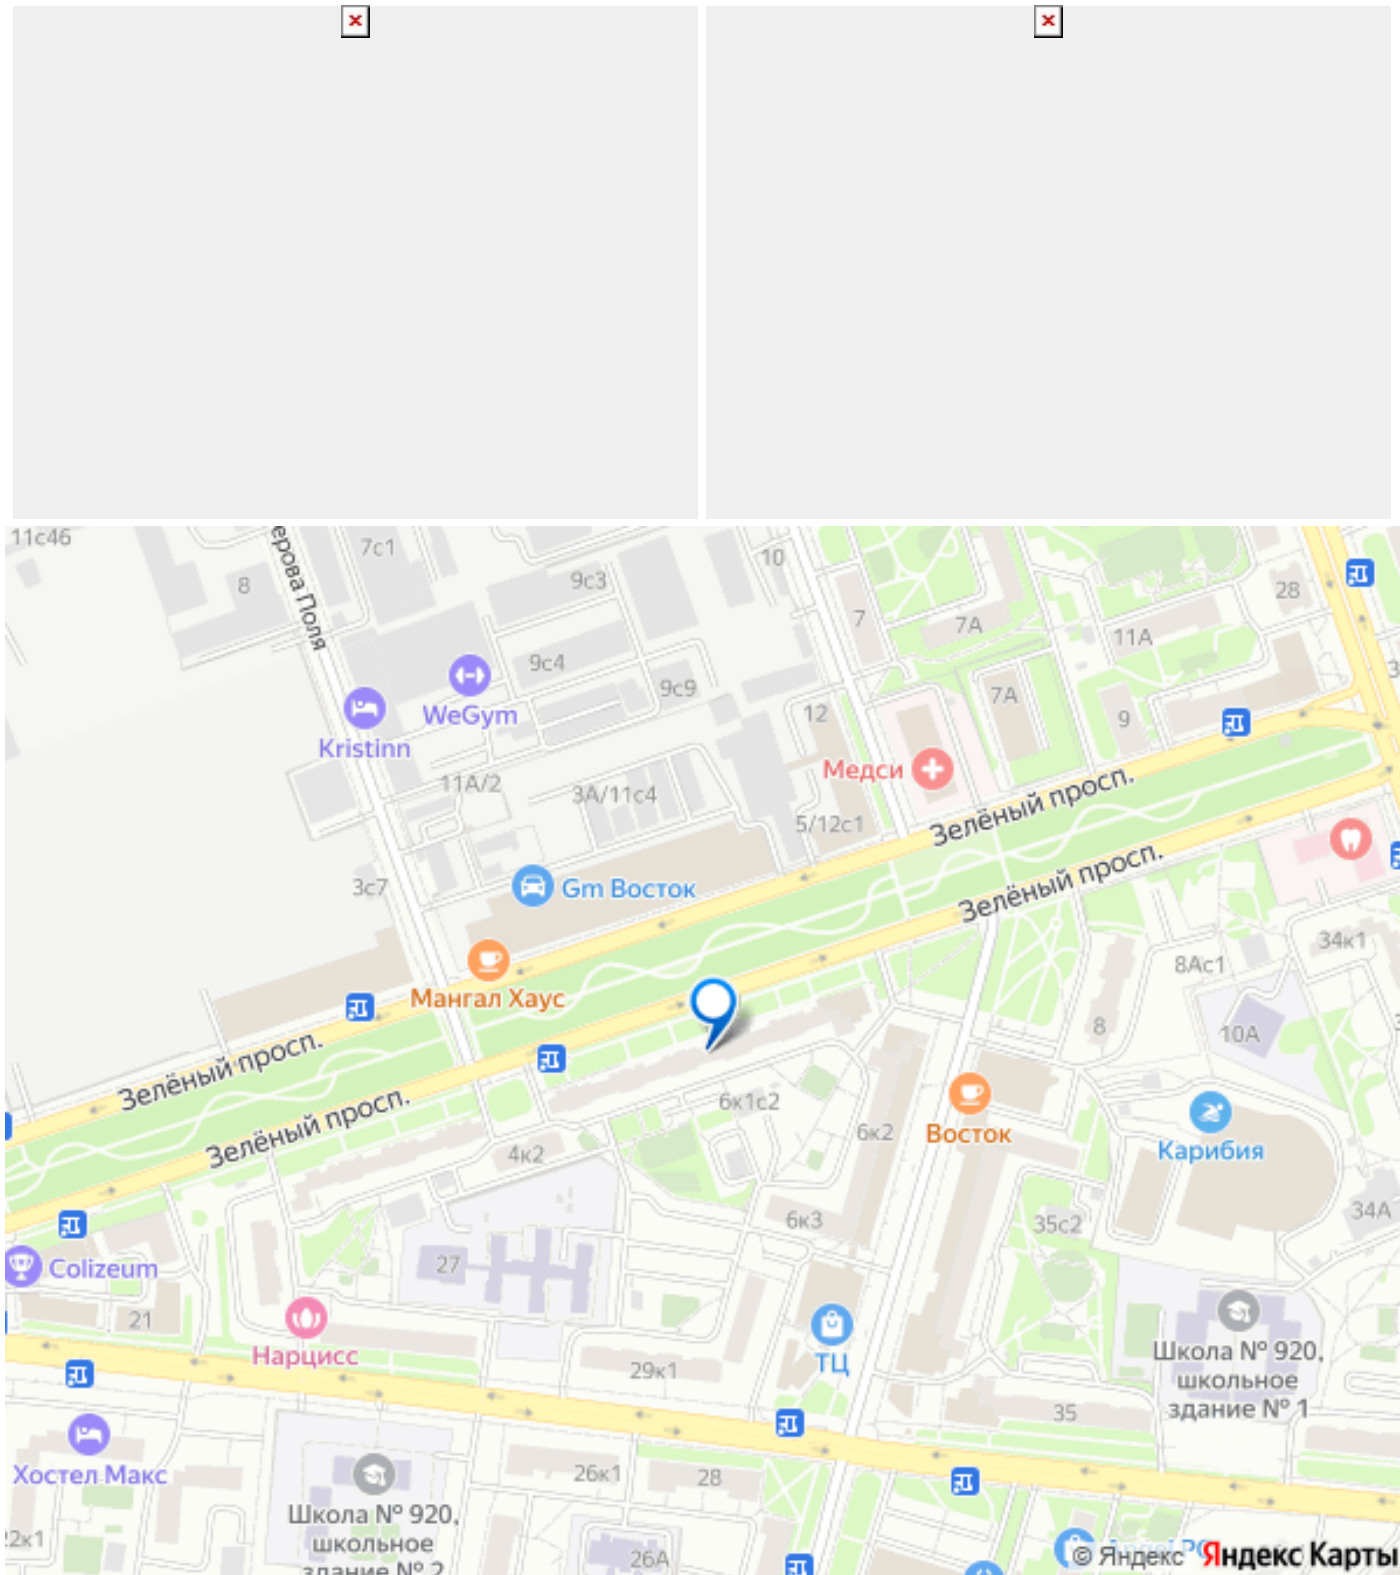 11с46
ерова Поля
7с1
8
9с3
10
7
7А
28
11А
9с4
9с9
7А
9
WeGym
Kristinn
12
Медси
11А/2
3А/11с4
5/12с1
Зелёный просп.
3с7
Gm Восток
Зелёный просп.
34к1
8Ас1
Мангал Хаус
8
10А
Зелёный просп.
Зелёный просп.
6к1с2
6к2
Восток
Карибия
4к2
6к3
35с2
34А
27
Colizeum
21
Нарцисс
ТЦ
29к1
Школа № 920,
школьное
здание № 1
35
Хостел Макс
26к1
28
Школа № 920,
школьное
здание № 2
2к1
26А
© Яндекс Яндекс Карты